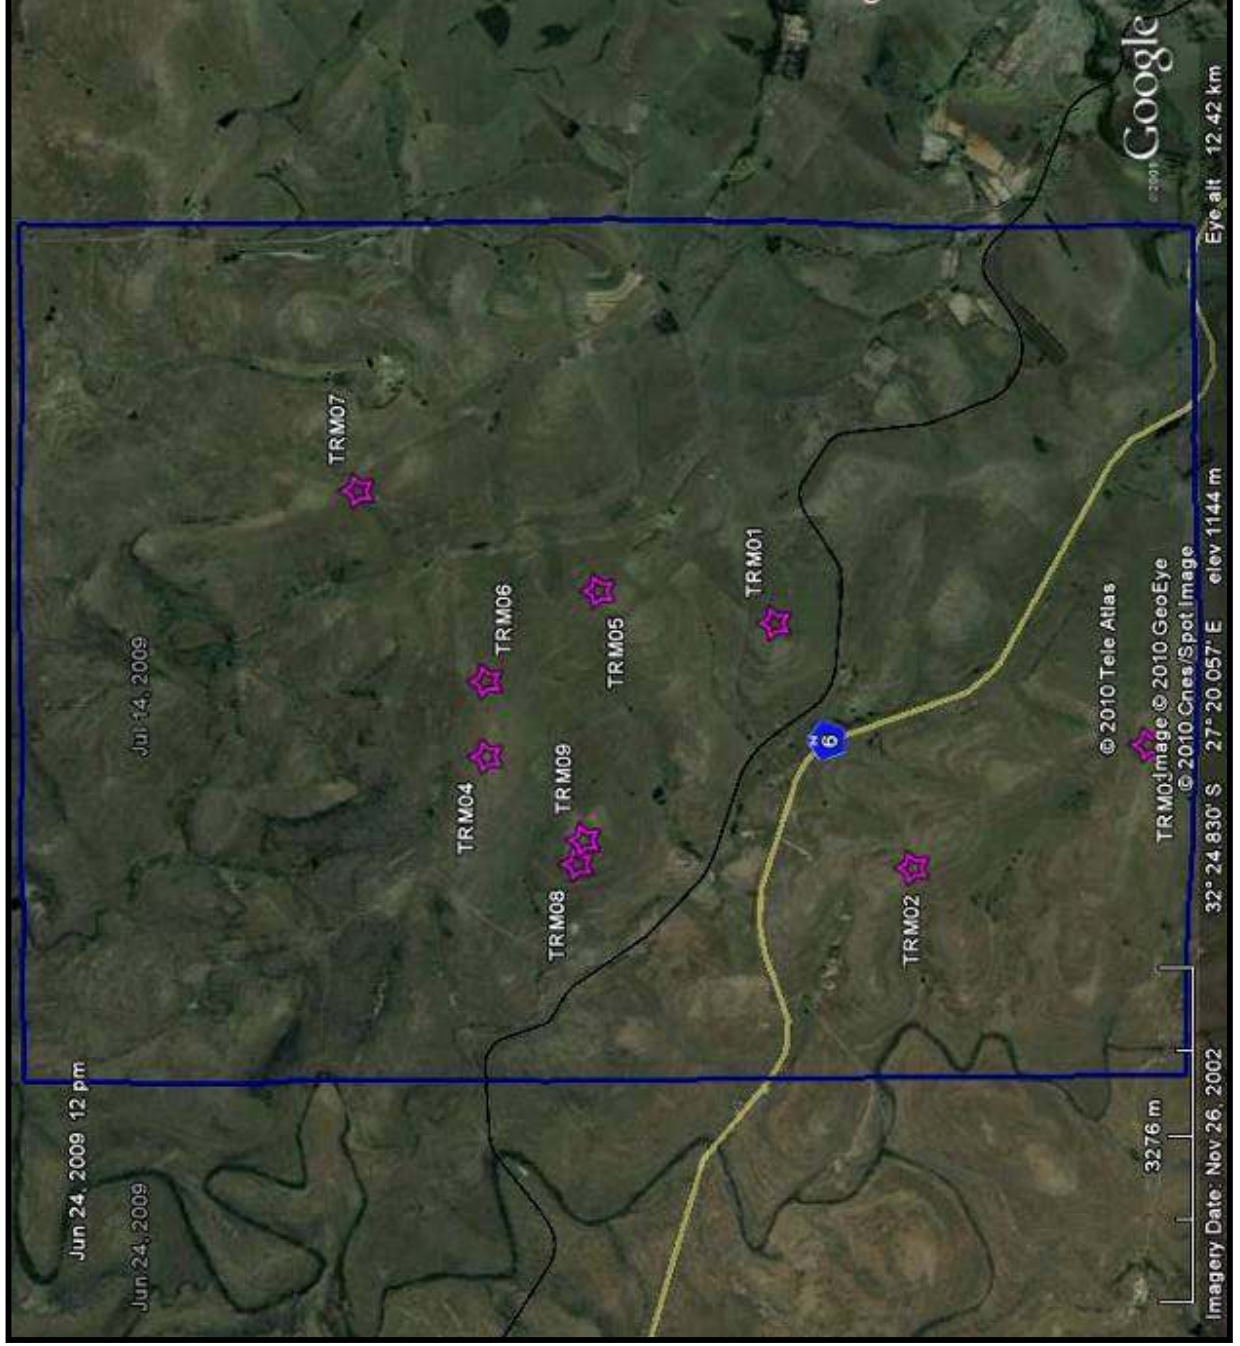 Jun 24, 2009 12 pm
Jun 24, 2009
Jul 14, 2009
TRM07
TRM04
TRM06
TRM08
TRM09
TRM05
TRM01
N
6
TRM02
© 2010 Tele Atlas
Google
3276 m
Image © 2010 GeoEye
© 2010 Cnes/Spot Image
Imagery Date: Nov 26, 2002 32° 24.830' S 27° 20.057' E elev 1144 m Eye alt 12.42 km